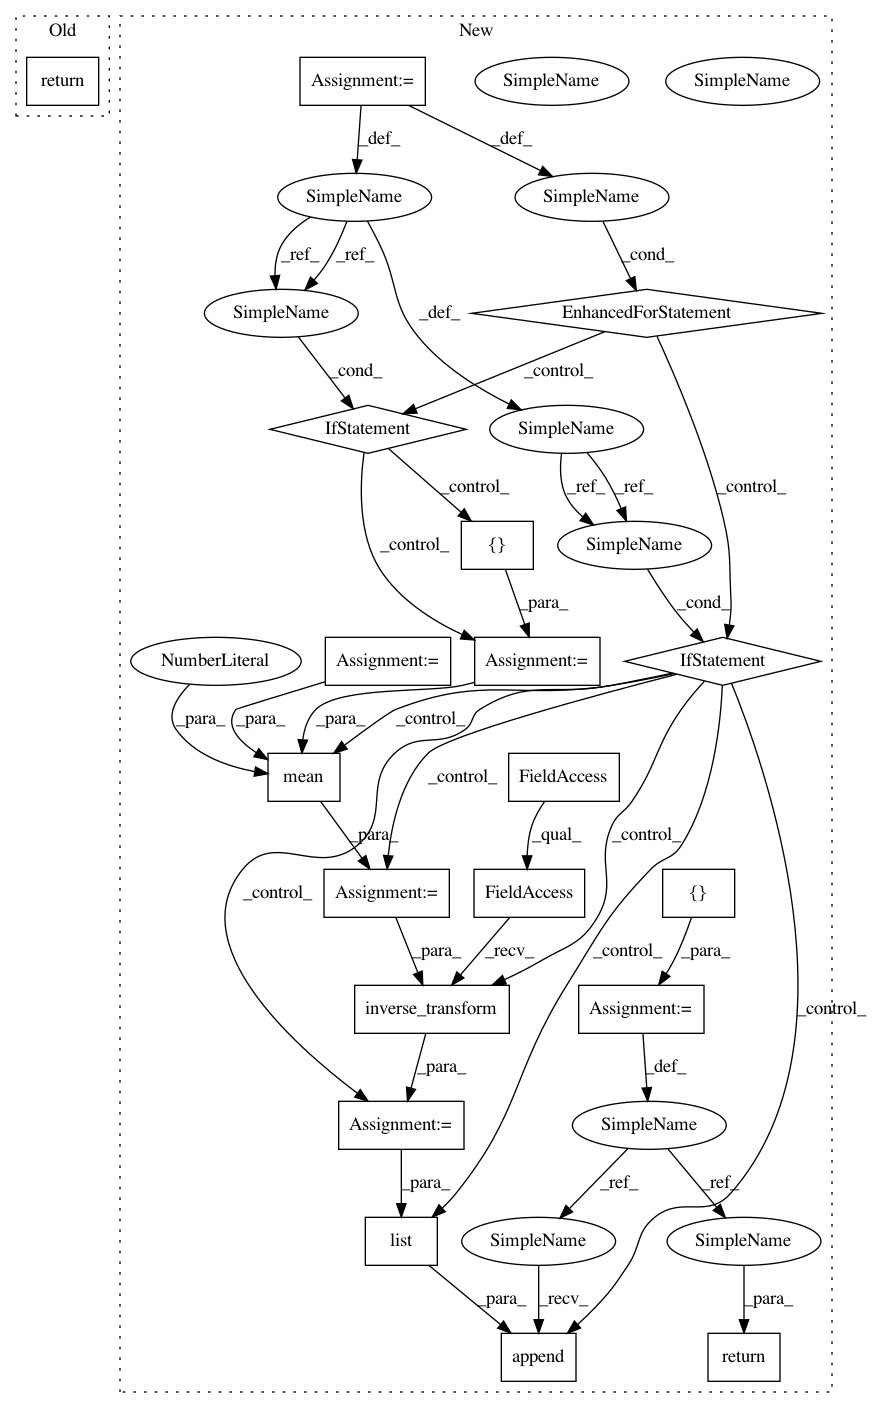 Old
New
return
Assignment:=
SimpleName
SimpleName
_def_
_def_
SimpleName
SimpleName
_ref_
_ref_
_cond_
SimpleName
_def_
EnhancedForStatement
_cond_
_control_
IfStatement
SimpleName
_control_
_ref_
_ref_
_control_
{}
SimpleName
_control_
_para_
_cond_
NumberLiteral
Assignment:=
Assignment:=
IfStatement
_para_
_para_
_para_
_control_
mean
FieldAccess
_control_
_para_
_qual_
_control_
_control_
Assignment:=
FieldAccess
{}
_para_
_recv_
_control_
_para_
inverse_transform
Assignment:=
_control_
_para_
_def_
Assignment:=
SimpleName
_para_
_ref_
_ref_
list
SimpleName
SimpleName
_para_
_recv_
_para_
append
return